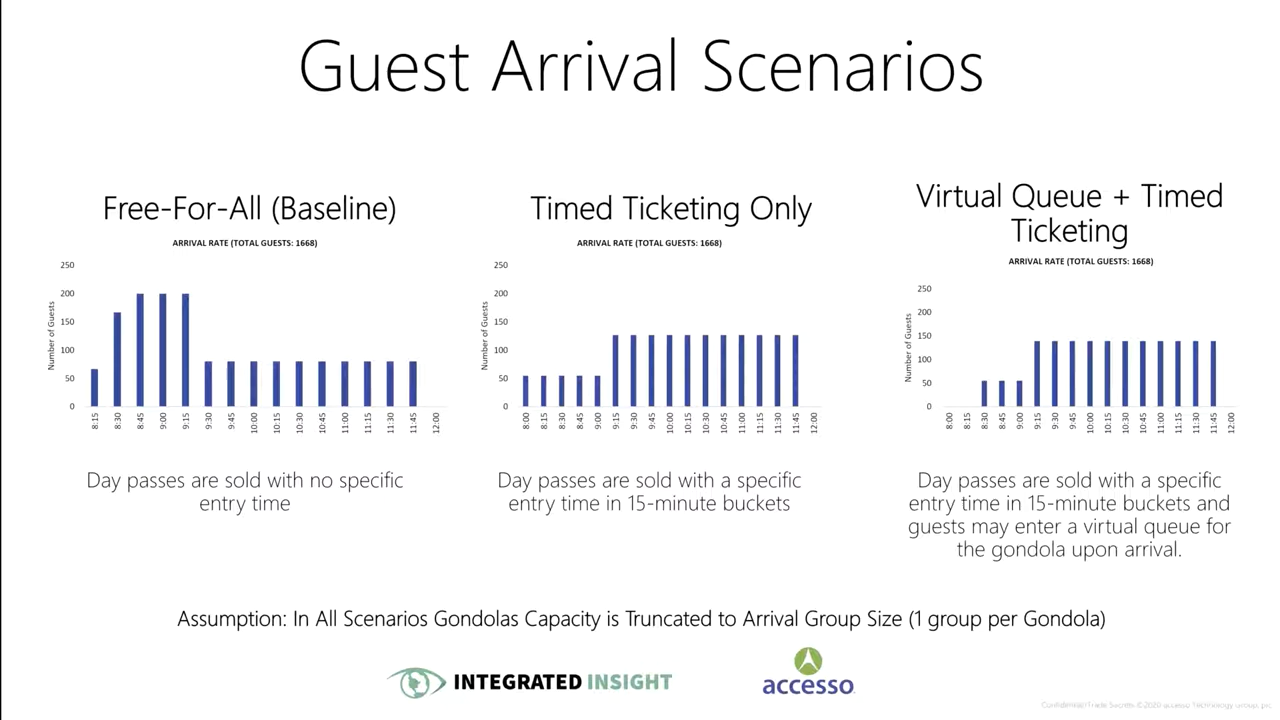 Guest Arrival Scenarios
Free-For-All (Baseline)
ARRIVAL RATE (TOTAL GUESTS: 1668)
Number of Guests
250
200
150
100
50
0
8:15
8:30
8:45
9:00
9:15
9:30
9:45
10:00
10:15
10:30
10:45
11:00
11:15
11:30
11:45
12:00
Day passes are sold with no specific
entry time
Timed Ticketing Only
ARRIVAL RATE (TOTAL GUESTS: 1668)
Number of Guests
250
200
150
100
50
0
8:00
8:15
8:30
8:45
9:00
9:15
9:30
9:45
10:00
10:15
10:30
10:45
11:00
11:15
11:30
11:45
12:00
Day passes are sold with a specific
entry time in 15-minute buckets
Virtual Queue + Timed
Ticketing
ARRIVAL RATE (TOTAL GUESTS: 1668)
Number of Guests
250
200
150
100
50
0
8:00
8:15
8:30
8:45
9:00
9:15
9:30
9:45
10:00
10:15
10:30
10:45
11:00
11:15
11:30
11:45
12:00
Day passes are sold with a specific
entry time in 15-minute buckets and
guests may enter a virtual queue for
the gondola upon arrival.
Assumption: In All Scenarios Gondolas Capacity is Truncated to Arrival Group Size (1 group per Gondola)
INTEGRATED INSIGHT
accesso
Confidential Trade Secrets ©2020 accesso Technology Group, plc